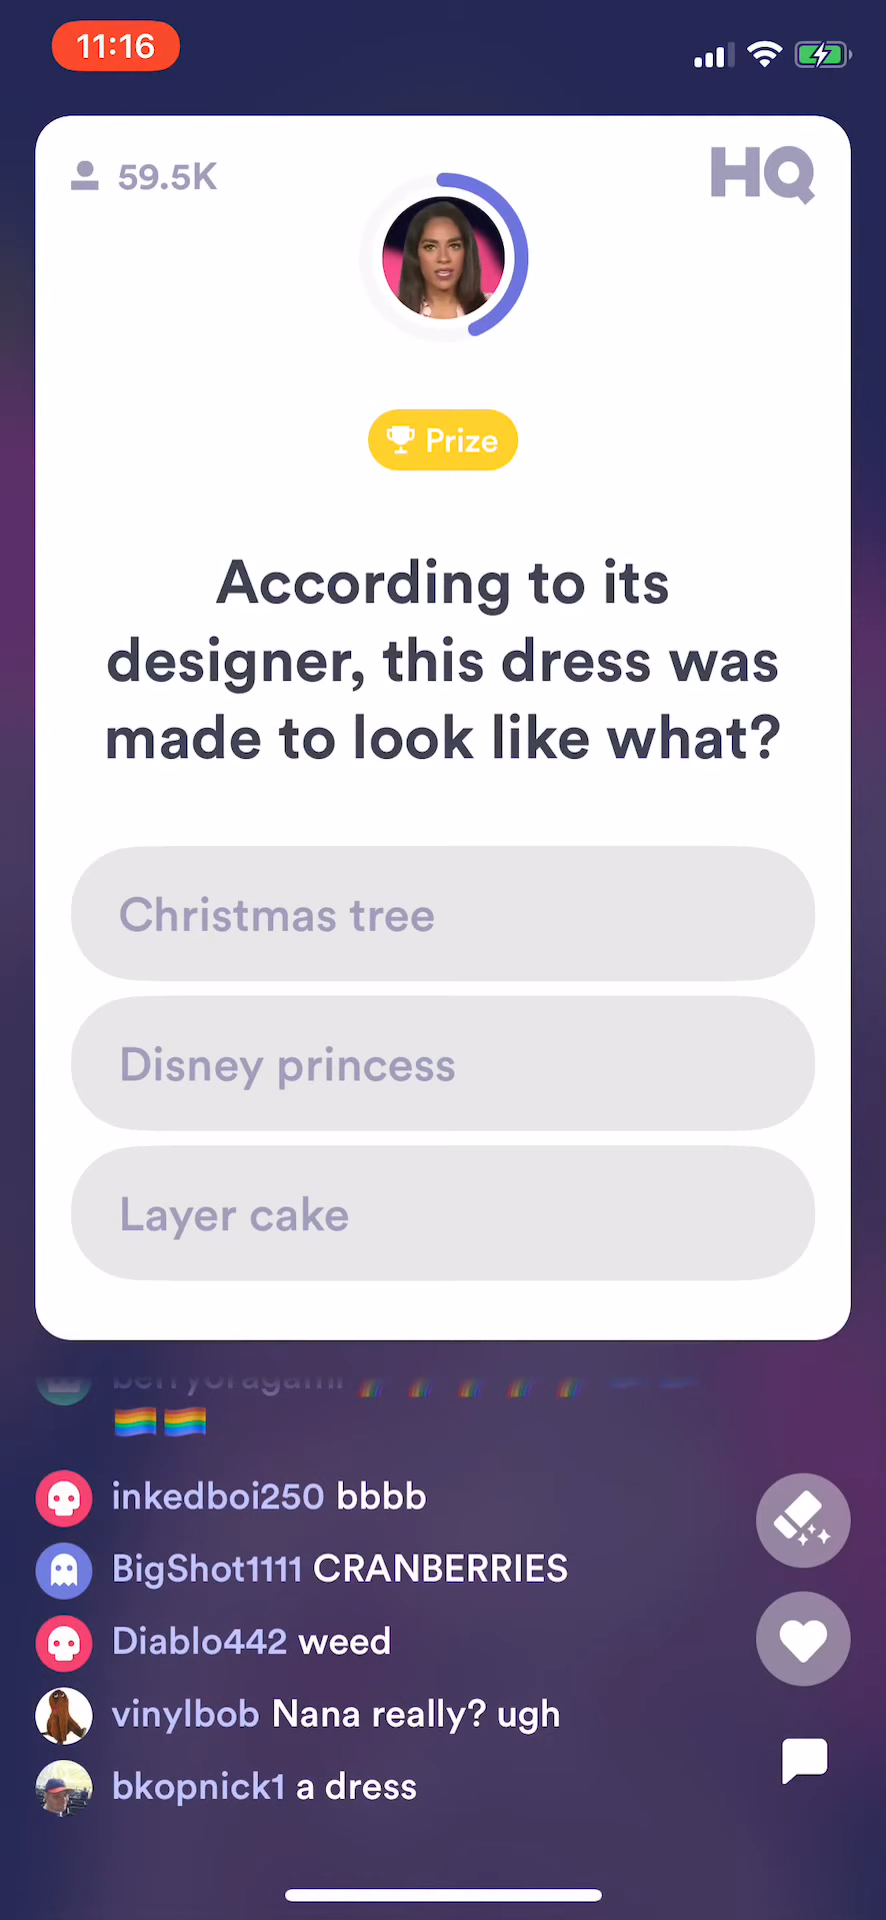 11:16
59.5K
HQ
Prize
According to its
designer, this dress was
made to look like what?
Christmas tree
Disney princess
Layer cake
berryoragami
inkedboi250 bbbb
BigShot1111 CRANBERRIES
Diablo442 weed
vinylbob Nana really? ugh
bkopnick1 a dress